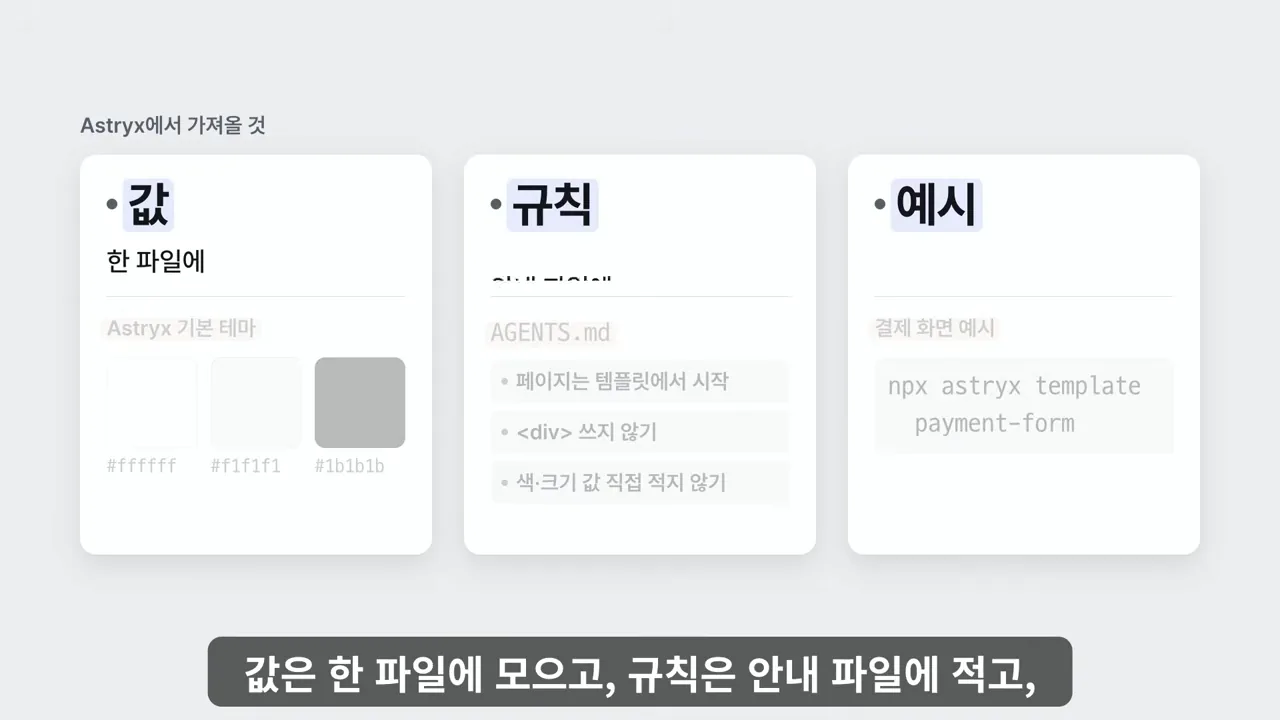 Astryx에서 가져올 것
• 값
한 파일에
Astryx 기본 테마
#ffffff
#f1f1f1
#1b1b1b
• 규칙
AGENTS.md
• 페이지는 템플릿에서 시작
• <div> 쓰지 않기
• 색·크기 값 직접 적지 않기
• 예시
결제 화면 예시
npx astryx template
payment-form
값은 한 파일에 모으고, 규칙은 안내 파일에 적고,